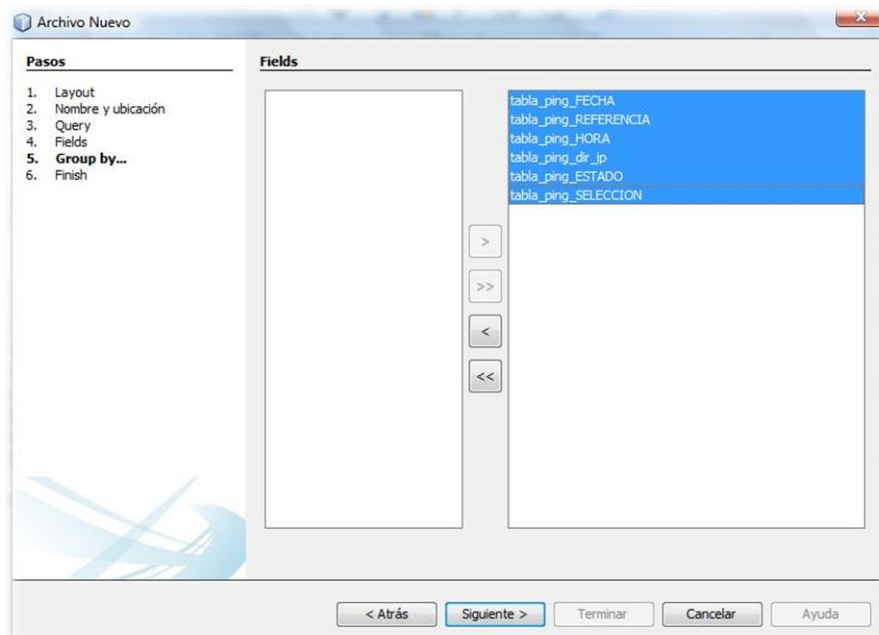 Archivo Nuevo
x
Pasos
1. Layout
2. Nombre y ubicación
3. Query
4. Fields
5. Group by...
6. Finish
Fields
tabla_ping_FECHA
tabla_ping_REFERENCIA
tabla_ping_HORA
tabla_ping_dir_ip
tabla_ping_ESTADO
tabla_ping_SELECCION
>
>>
<
<<
< Atrás
Siguiente >
Terminar
Cancelar
Ayuda